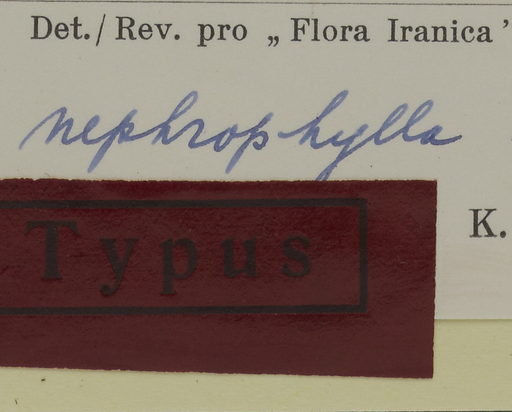 Det./Rev. pro „Flora Iranica’
nephrophylla
Typus
K.